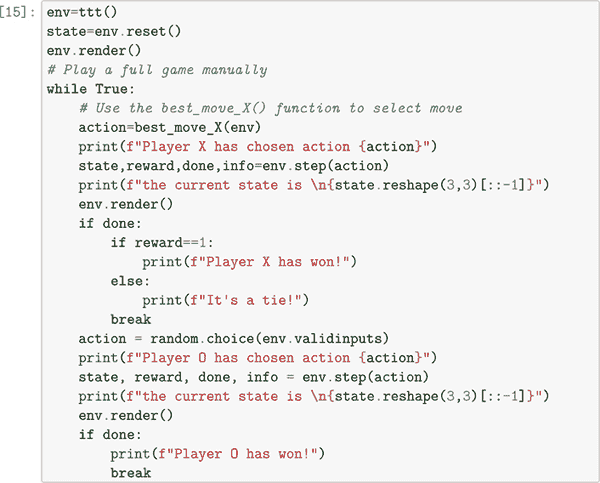 [15]: env=ttt()
state=env.reset()
env.render()
# Play a full game manually
while True:
    # Use the best_move_X() function to select move
    action=best_move_X(env)
    print(f"Player X has chosen action {action}")
    state,reward,done,info=env.step(action)
    print(f"the current state is \n{state.reshape(3,3)[::-1]}")
    env.render()
    if done:
        if reward==1:
            print(f"Player X has won!")
        else:
            print(f"It's a tie!")
        break
    action = random.choice(env.validinputs)
    print(f"Player O has chosen action {action}")
    state, reward, done, info = env.step(action)
    print(f"the current state is \n{state.reshape(3,3)[::-1]}")
    env.render()
    if done:
        print(f"Player O has won!")
        break